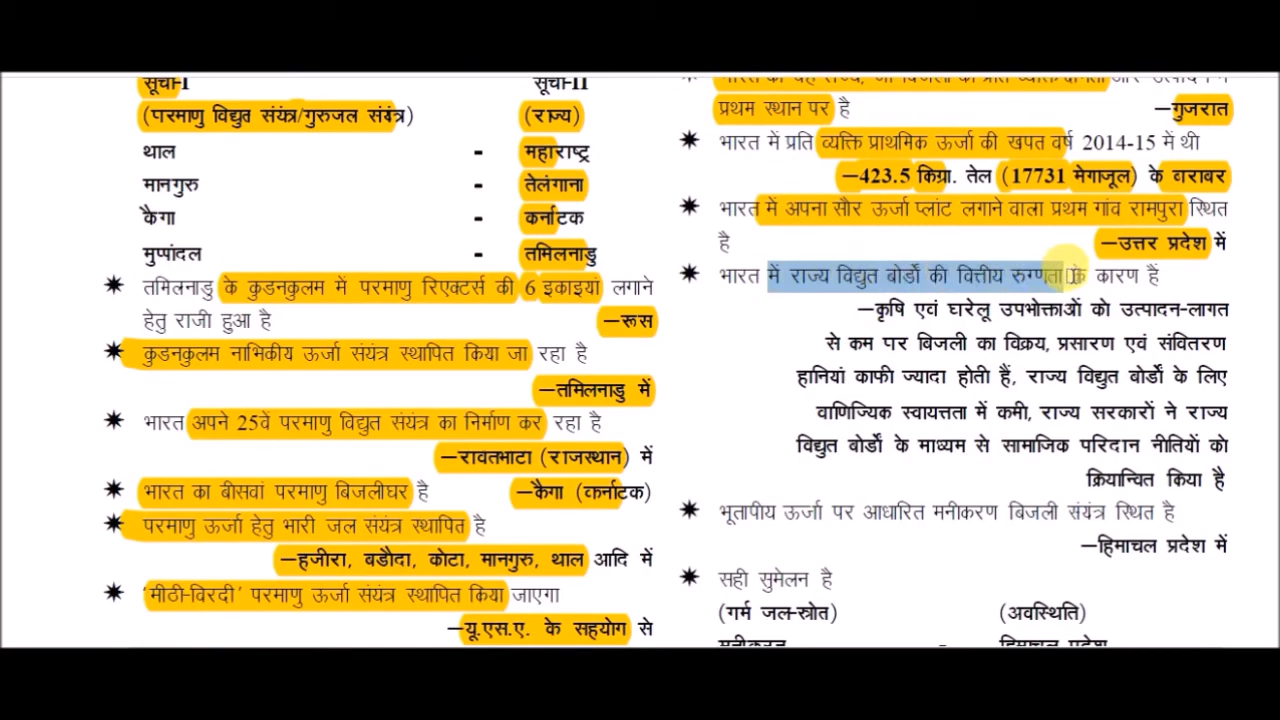 सूची-I सूची-II
(परमाणु विद्युत संयंत्र/गुरुजल संयंत्र) (राज्य)
थाल - महाराष्ट्र
मानगुरु - तेलंगाना
कैगा - कर्नाटक
मुप्पांदल - तमिलनाडु
✷ तमिलनाडु के कुडनकुलम में परमाणु रिएक्टर्स की 6 इकाइयां लगाने
हेतु राजी हुआ है —रूस
✷ कुडनकुलम नाभिकीय ऊर्जा संयंत्र स्थापित किया जा रहा है
—तमिलनाडु में
✷ भारत अपने 25वें परमाणु विद्युत संयंत्र का निर्माण कर रहा है
—रावतभाटा (राजस्थान) में
✷ भारत का बीसवां परमाणु बिजलीघर है —कैगा (कर्नाटक)
✷ परमाणु ऊर्जा हेतु भारी जल संयंत्र स्थापित है
—हजीरा, बडौदा, कोटा, मानगुरु, थाल आदि में
✷ 'मीठी-विरदी' परमाणु ऊर्जा संयंत्र स्थापित किया जाएगा
—यू.एस.ए. के सहयोग से
प्रथम स्थान पर है —गुजरात
✷ भारत में प्रति व्यक्ति प्राथमिक ऊर्जा की खपत वर्ष 2014-15 में थी
—423.5 किग्रा. तेल (17731 मेगाजूल) के बाराबर
✷ भारत में अपना सौर ऊर्जा प्लांट लगाने वाला प्रथम गांव रामपुरा स्थित
है —उत्तर प्रदेश में
✷ भारत में राज्य विद्युत बोर्डों की वित्तीय रुग्णता के कारण हैं
—कृषि एवं घरेलू उपभोक्ताओं को उत्पादन-लागत
से कम पर बिजली का विक्रय, प्रसारण एवं संवितरण
हानियां काफी ज्यादा होती हैं, राज्य विद्युत बोर्डों के लिए
वाणिज्यिक स्वायत्तता में कमी, राज्य सरकारों ने राज्य
विद्युत बोर्डों के माध्यम से सामाजिक परिदान नीतियों को
क्रियान्वित किया है
✷ भूतापीय ऊर्जा पर आधारित मनीकरण बिजली संयंत्र स्थित है
—हिमाचल प्रदेश में
✷ सही सुमेलन है
(गर्म जल-स्रोत) (अवस्थिति)
मनीकरन - हिमाचल प्रदेश